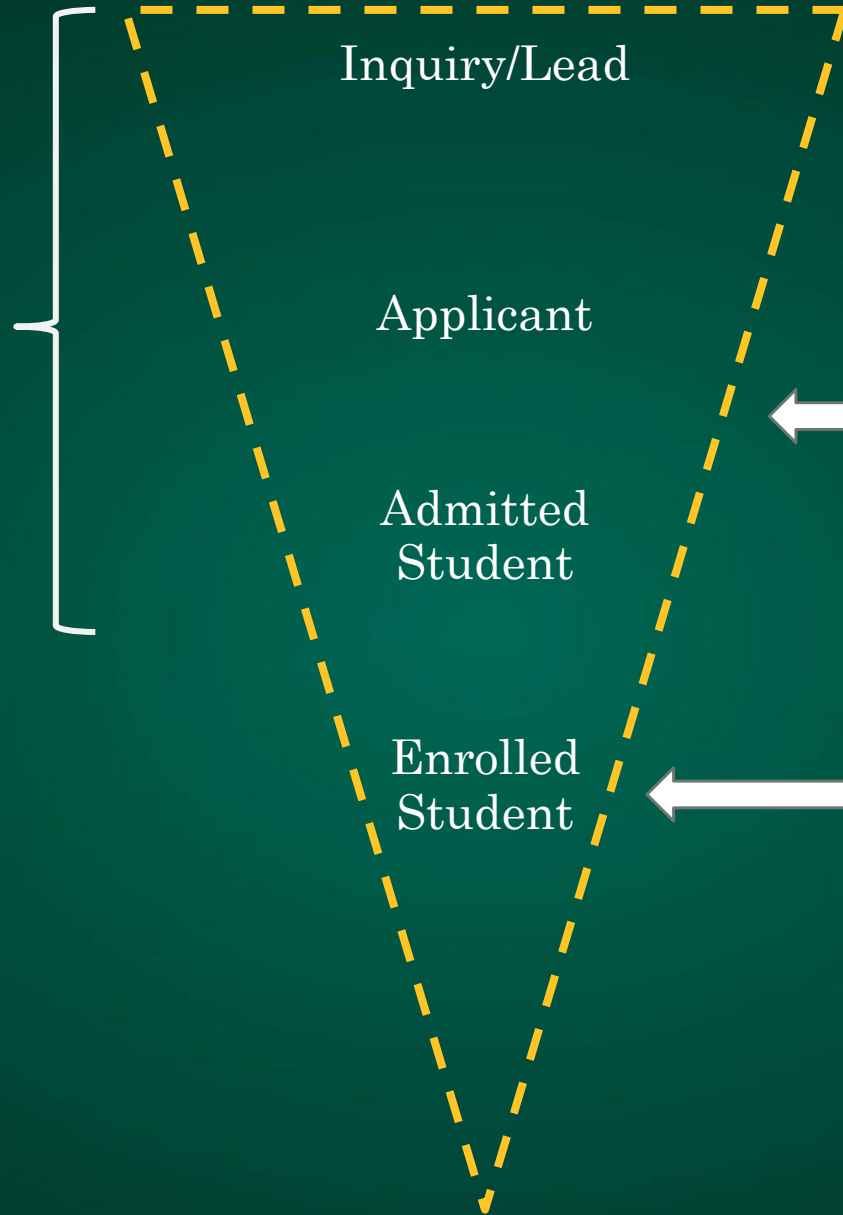 Inquiry/Lead
Applicant
Admitted
Student
Enrolled
Student